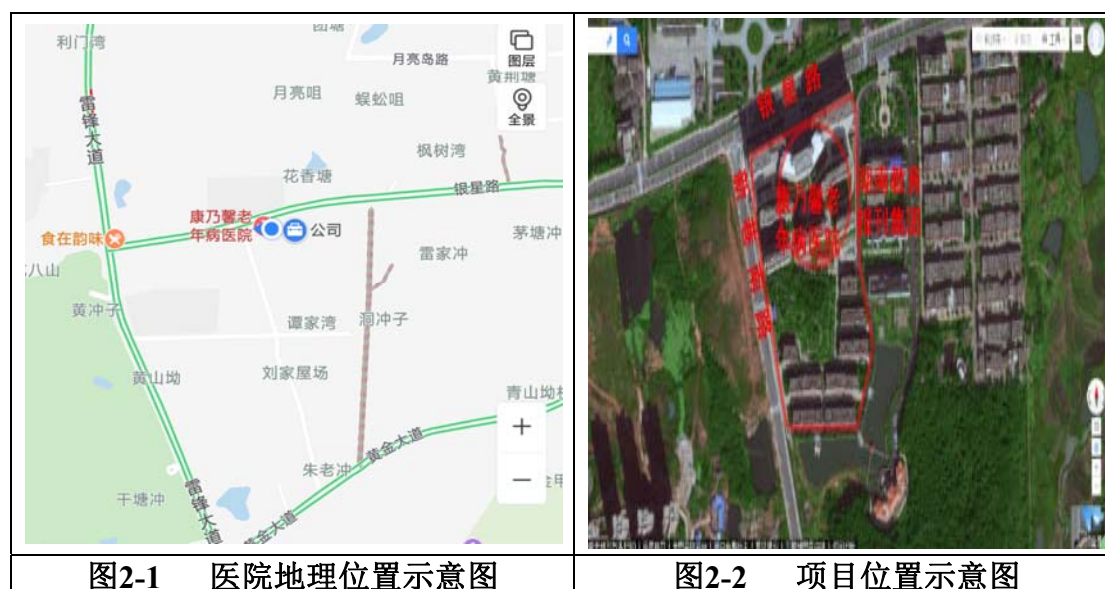 利门湾
团塘
月亮岛路
图层
黄荆塘
全景
雷锋大道
月亮咀
蜈蚣咀
枫树湾
花香塘
银星路
康乃馨老
年病医院
公司
食在韵味
茅塘冲
雷家冲
八山
黄冲子
谭家湾
洞冲子
黄山坳
刘家屋场
青山坳
黄金大道
朱老冲
干塘冲
雷锋大道
黄金大道
银星路
康乃馨老
年病医院
南路
图2-1 医院地理位置示意图
图2-2 项目位置示意图